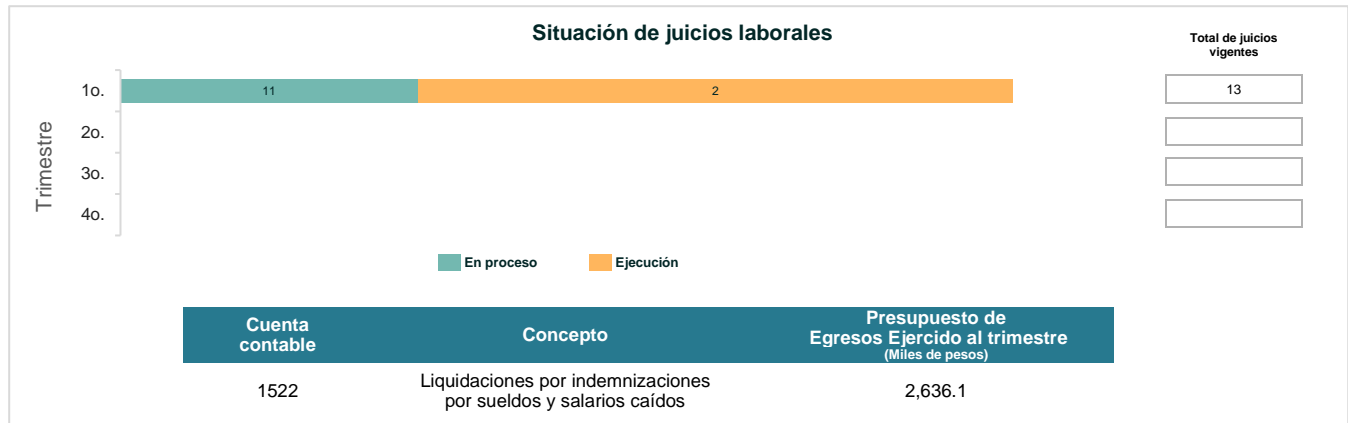 Situación de juicios laborales
Total de juicios
vigentes
Trimestre
1o.
11
2
13
2o.
3o.
4o.
En proceso
Ejecución
Cuenta
contable
Concepto
Presupuesto de
Egresos Ejercido al trimestre
(Miles de pesos)
1522
Liquidaciones por indemnizaciones
por sueldos y salarios caídos
2,636.1